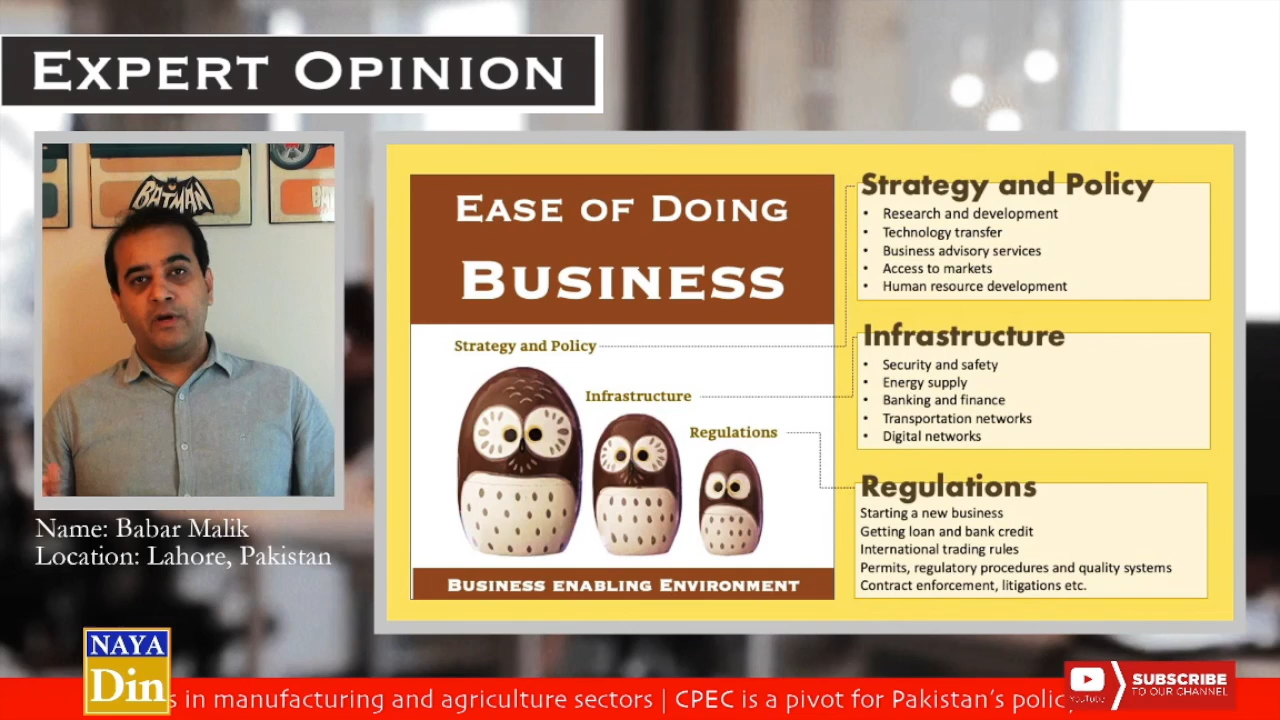 EXPERT OPINION
BATMAN
Name: Babar Malik
Location: Lahore, Pakistan
EASE OF DOING
BUSINESS
Strategy and Policy
Infrastructure
Regulations
BUSINESS ENABLING ENVIRONMENT
Strategy and Policy
• Research and development
• Technology transfer
• Business advisory services
• Access to markets
• Human resource development
Infrastructure
• Security and safety
• Energy supply
• Banking and finance
• Transportation networks
• Digital networks
Regulations
Starting a new business
Getting loan and bank credit
International trading rules
Permits, regulatory procedures and quality systems
Contract enforcement, litigations etc.
NAYA
Din
in manufacturing and agriculture sectors | CPEC is a pivot for Pakistan's
YouTube
SUBSCRIBE
TO OUR CHANNEL